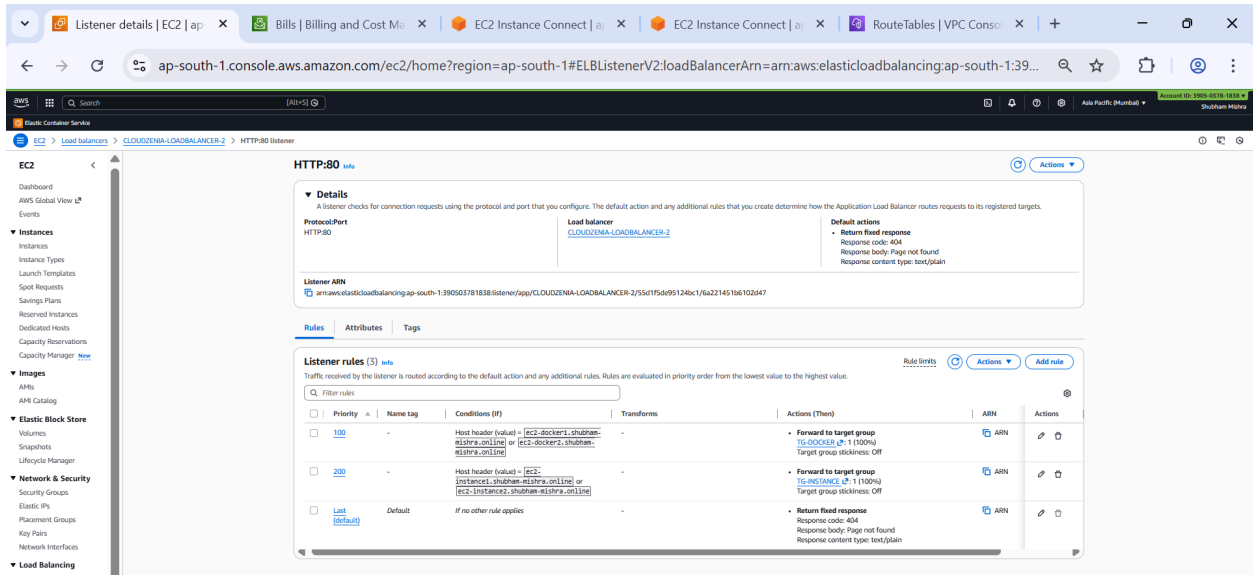 Listener details | EC2 | ap-
Bills | Billing and Cost Ma
EC2 Instance Connect | a
EC2 Instance Connect | a
RouteTables | VPC Conso
ap-south-1.console.aws.amazon.com/ec2/home?region=ap-south-1#ELBListenerV2:loadBalancerArn=arn:aws:elasticloadbalancing:ap-south-1:39...
aws
Search
[Alt+S]
Asia Pacific (Mumbai)
Account ID: 3905-0378-1838
Shubham Mishra
Elastic Container Service
EC2 > Load balancers > CLOUDZENIA-LOADBALANCER-2 > HTTP:80 listener
EC2
Dashboard
AWS Global View
Events
Instances
Instances
Instance Types
Launch Templates
Spot Requests
Savings Plans
Reserved Instances
Dedicated Hosts
Capacity Reservations
Capacity Manager New
Images
AMIs
AMI Catalog
Elastic Block Store
Volumes
Snapshots
Lifecycle Manager
Network & Security
Security Groups
Elastic IPs
Placement Groups
Key Pairs
Network Interfaces
Load Balancing
HTTP:80 Info
Actions
Details
A listener checks for connection requests using the protocol and port that you configure. The default action and any additional rules that you create determine how the Application Load Balancer routes requests to its registered targets.
Protocol:Port
HTTP:80
Load balancer
CLOUDZENIA-LOADBALANCER-2
Default actions
• Return fixed response
Response code: 404
Response body: Page not found
Response content type: text/plain
Listener ARN
arn:aws:elasticloadbalancing:ap-south-1:390503781838:listener/app/CLOUDZENIA-LOADBALANCER-2/55d1f5de95124bc1/6a221451b6102d47
Rules Attributes Tags
Listener rules (3) Info
Rule limits
Actions
Add rule
Traffic received by the listener is routed according to the default action and any additional rules. Rules are evaluated in priority order from the lowest value to the highest value.
Filter rules
Priority Name tag Conditions (If) Transforms Actions (Then) ARN Actions
100
-
Host header (value) = ec2-docker1.shubham-
mishra.online or ec2-docker2.shubham-
mishra.online
-
• Forward to target group
TG-DOCKER: 1 (100%)
Target group stickiness: Off
ARN
200
-
Host header (value) = ec2-
instance1.shubham-mishra.online or
ec2-instance2.shubham-mishra.online
-
• Forward to target group
TG-INSTANCE: 1 (100%)
Target group stickiness: Off
ARN
Last
(default)
Default
If no other rule applies
-
• Return fixed response
Response code: 404
Response body: Page not found
Response content type: text/plain
ARN